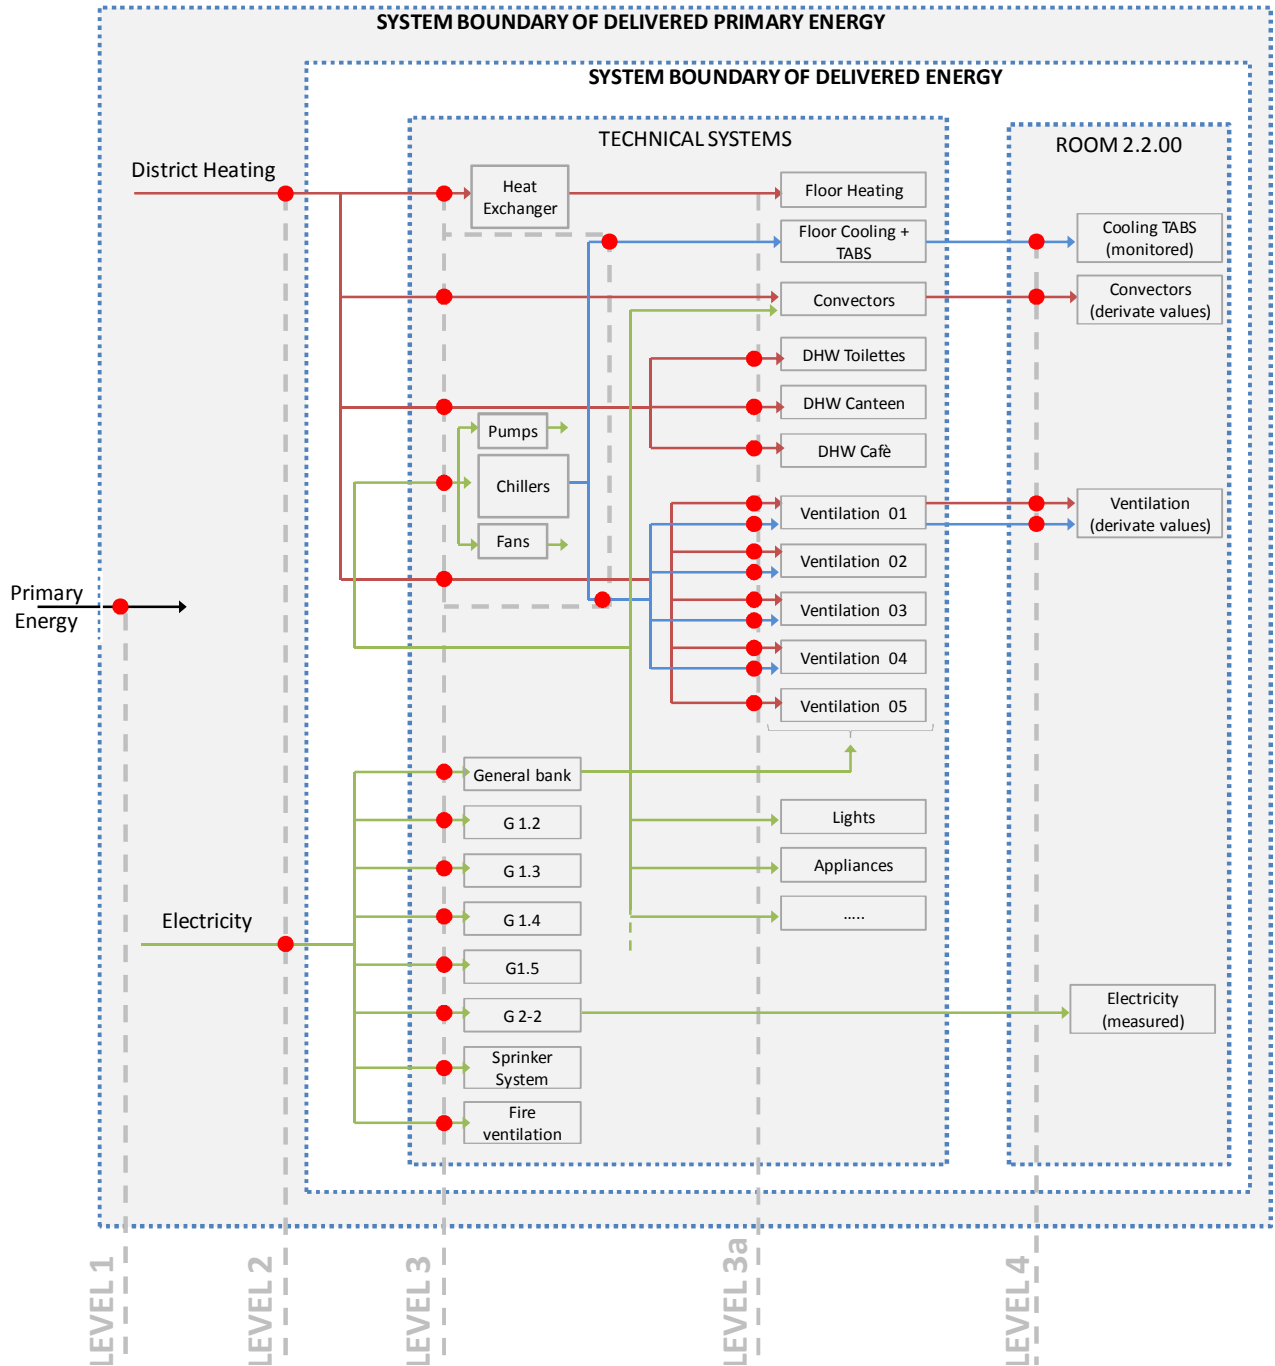 SYSTEM BOUNDARY OF DELIVERED PRIMARY ENERGY
SYSTEM BOUNDARY OF DELIVERED ENERGY
TECHNICAL SYSTEMS
ROOM 2.2.00
District Heating
Heat
Exchanger
Floor Heating
Floor Cooling +
TABS
Cooling TABS
(monitored)
Convectors
Convectors
(derivate values)
DHW Toilettes
DHW Canteen
DHW Cafè
Pumps
Chillers
Fans
Ventilation 01
Ventilation
(derivate values)
Ventilation 02
Ventilation 03
Ventilation 04
Ventilation 05
Primary
Energy
General bank
G 1.2
G 1.3
G 1.4
G1.5
G 2-2
Sprinker
System
Fire
ventilation
Lights
Appliances
.....
Electricity
Electricity
(measured)
LEVEL 1
LEVEL 2
LEVEL 3
LEVEL 3a
LEVEL 4